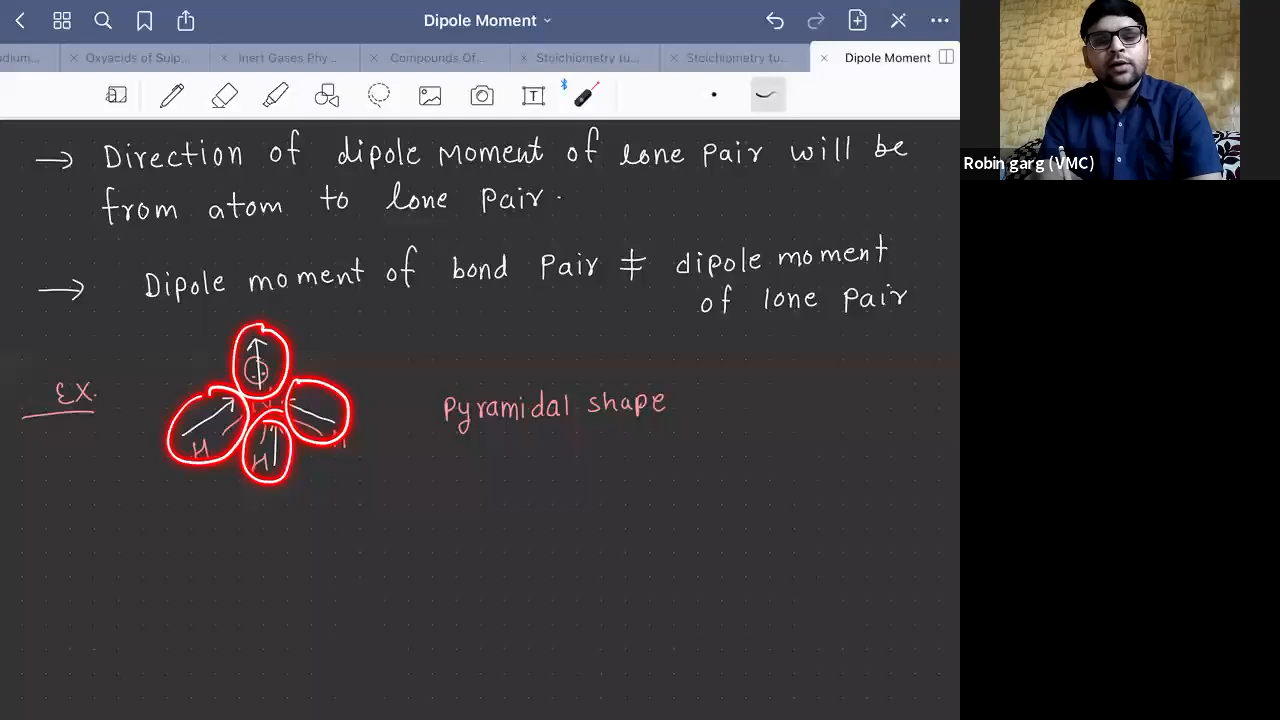 Dipole Moment
Oxyacids of Sulp...
Inert Gases Phy...
Compounds Of...
Stoichiometry tu...
Stoichiometry tu...
Dipole Moment
T
Robin garg (VMC)
→ Direction of dipole moment of lone pair will be
from atom to lone pair.
→ Dipole moment of bond pair ≠ dipole moment
of lone pair
Ex.
N
H
H
H
Pyramidal shape